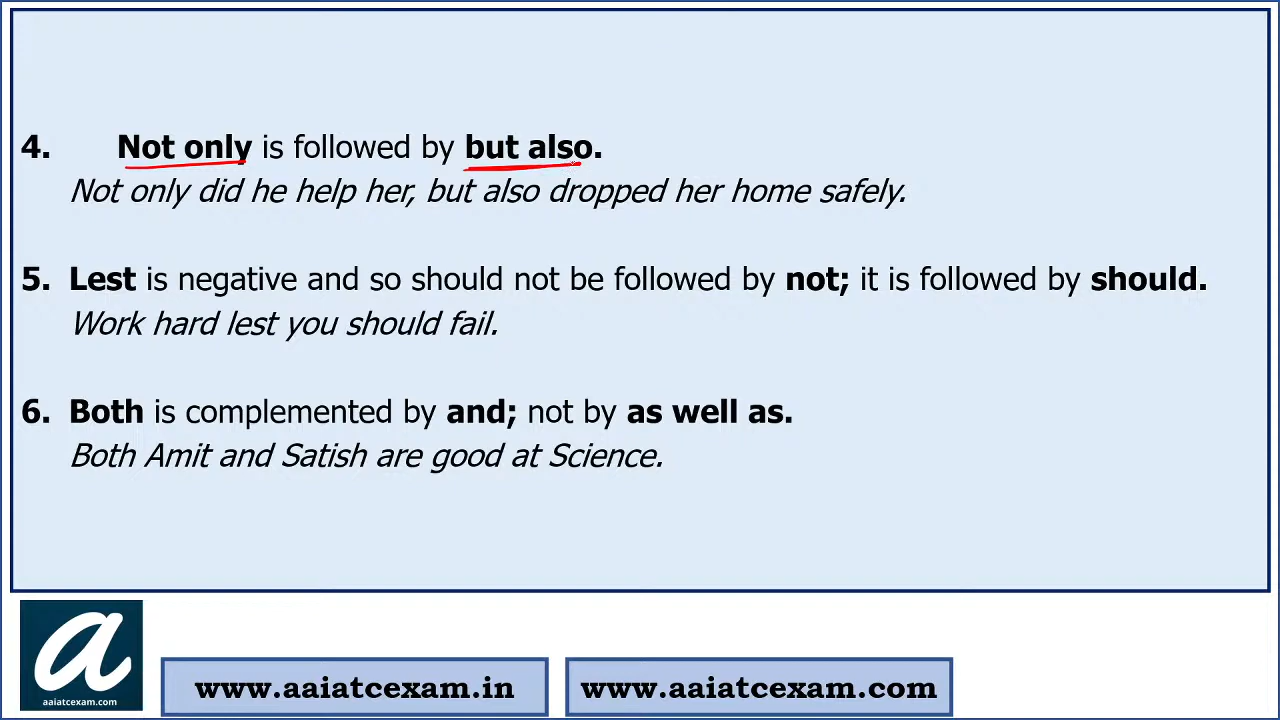 4. Not only is followed by but also.
Not only did he help her, but also dropped her home safely.
5. Lest is negative and so should not be followed by not; it is followed by should.
Work hard lest you should fail.
6. Both is complemented by and; not by as well as.
Both Amit and Satish are good at Science.
a
aaiatcexam.com
www.aaiatcexam.in
www.aaiatcexam.com